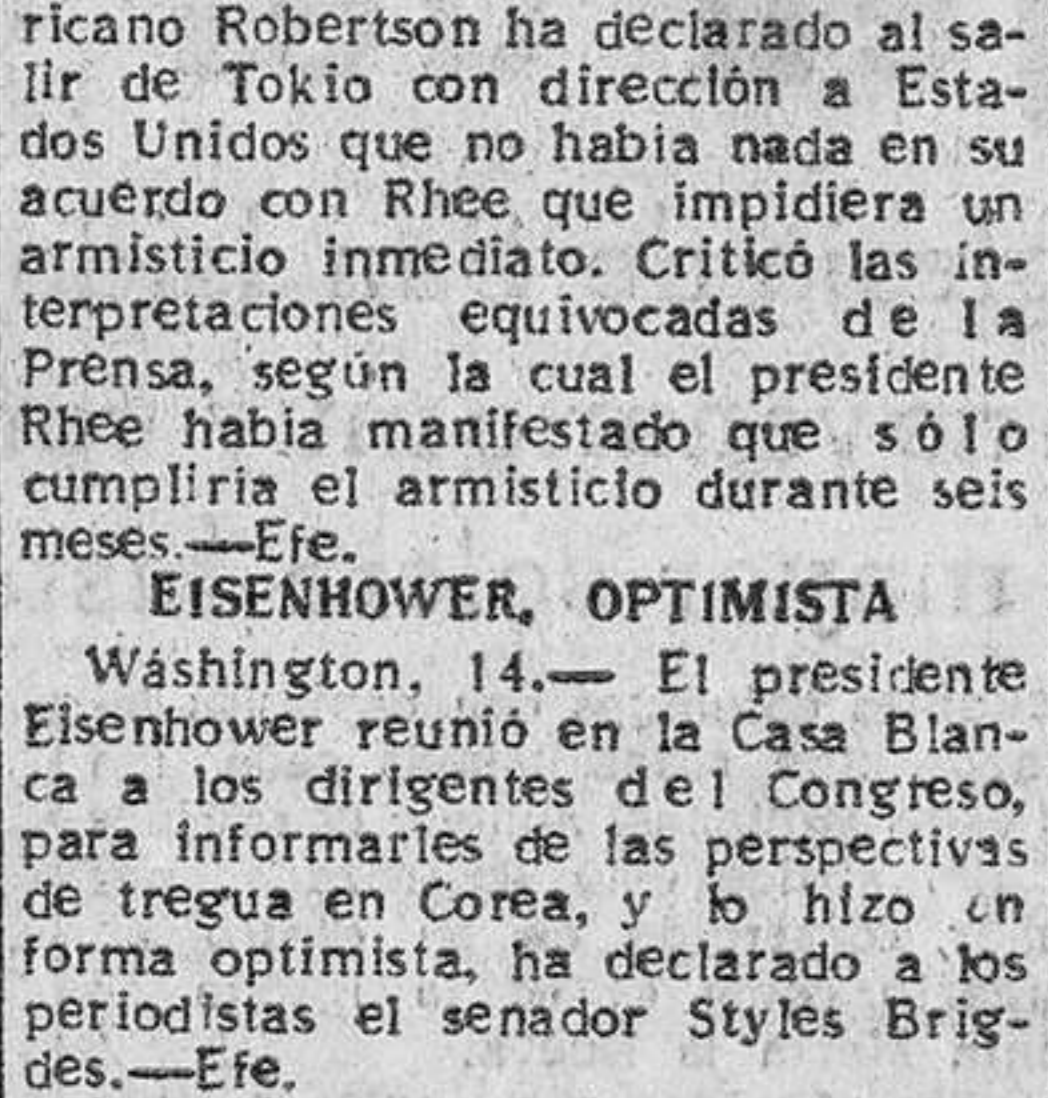 ricano Robertson ha declarado al sa-
lir de Tokio con dirección a Esta-
dos Unidos que no habia nada en su
acuerdo con Rhee que impidiera un
armisticio inmediato. Criticó las in-
terpretaciones equivocadas de la
Prensa, según la cual el presidente
Rhee habia manifestado que sólo
cumpliria el armisticio durante seis
meses.—Efe.
EISENHOWER, OPTIMISTA
Wáshington, 14.— El presidente
Eisenhower reunió en la Casa Blan-
ca a los dirigentes del Congreso,
para informarles de las perspectivas
de tregua en Corea, y lo hizo en
forma optimista, ha declarado a los
periodistas el senador Styles Brig-
des.—Efe.